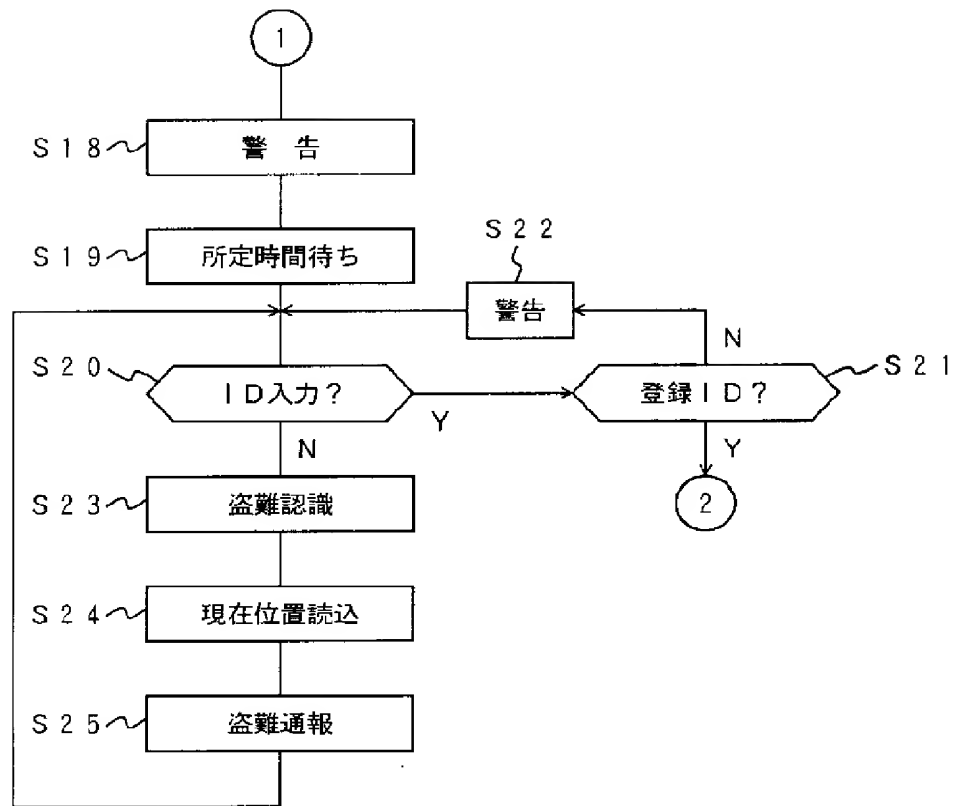 1
S18 警 告
S19 所定時間待ち
S22
警告
N
S20 ID入力? Y
登録ID? S21
N
Y
S23 盗難認識
2
S24 現在位置読込
S25 盗難通報